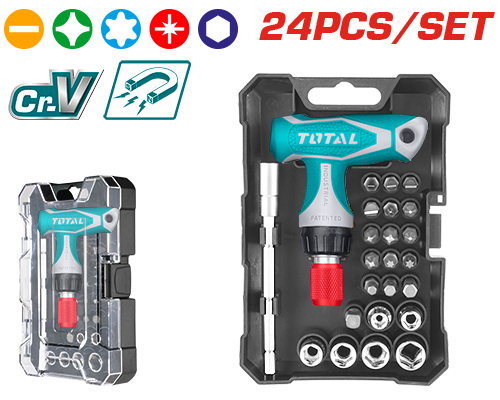 24PCS/SET
Cr.V
TOTAL
INDUSTRIAL
PATENTED
TOTAL